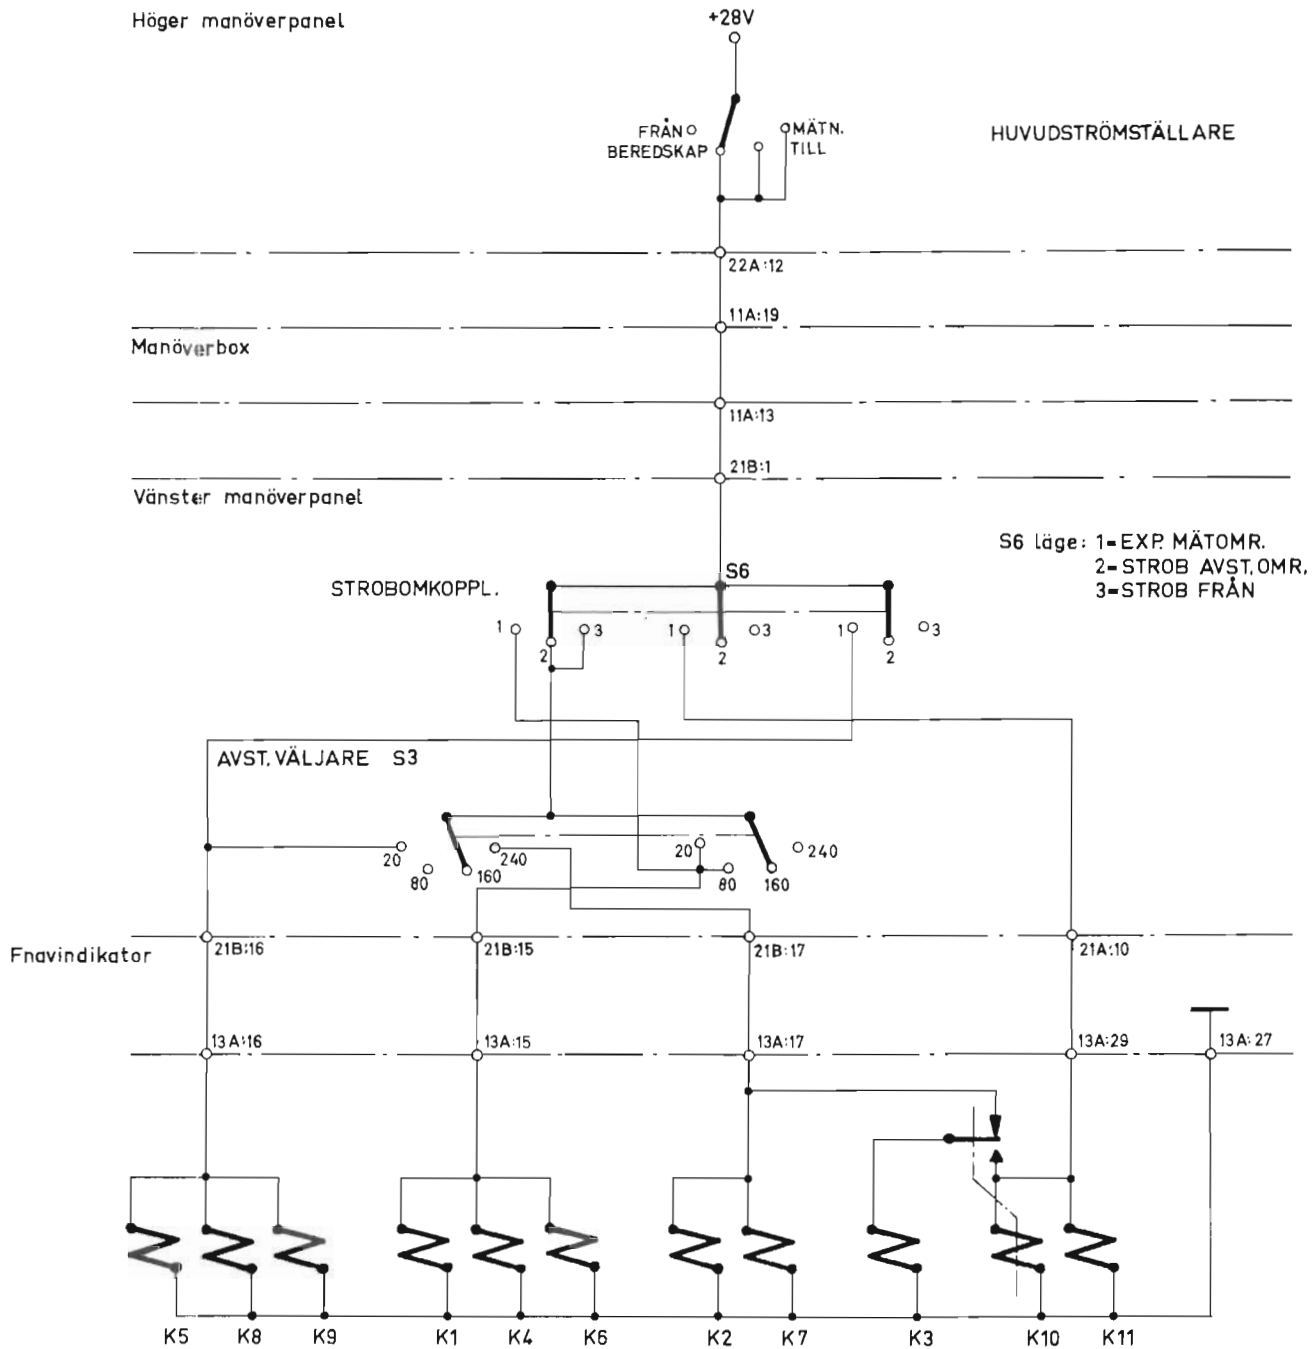 Höger manöverpanel
+28V
FRÅN
BEREDSKAP
MÄTN.
TILL
HUVUDSTRÖMSTÄLLARE
22A:12
11A:19
Manöverbox
11A:13
21B:1
Vänster manöverpanel
S6 läge: 1=EXP. MÄTOMR.
2=STROB AVST.OMR.
3=STROB FRÅN
STROBOMKOPPL.
S6
1 3 1 3 1 3
2 2 2
AVST.VÄLJARE S3
20 240 20 240
80 160 80 160
Fnavindikator
21B:16 21B:15 21B:17 21A:10
13A:16 13A:15 13A:17 13A:29 13A:27
K5 K8 K9 K1 K4 K6 K2 K7 K3 K10 K11